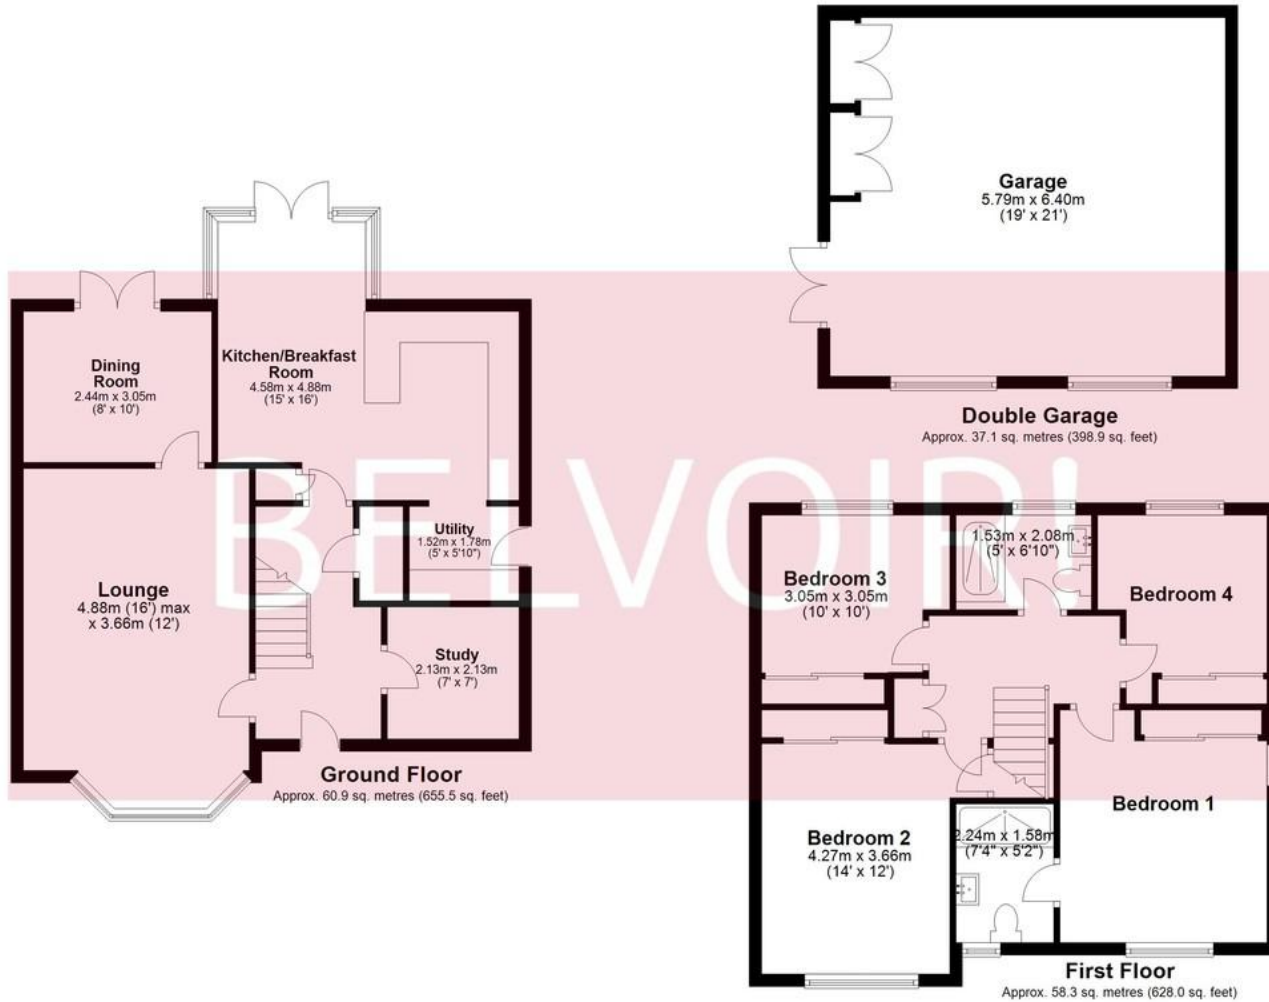 Garage
5.79m x 6.40m
(19' x 21')
Double Garage
Approx. 37.1 sq. metres (398.9 sq. feet)
Dining
Room
2.44m x 3.05m
(8' x 10')
Kitchen/Breakfast
Room
4.58m x 4.88m
(15' x 16')
BELVOIR!
Utility
1.52m x 1.78m
(5' x 5'10")
Lounge
4.88m (16') max
x 3.66m (12')
Study
2.13m x 2.13m
(7' x 7')
Ground Floor
Approx. 60.9 sq. metres (655.5 sq. feet)
1.53m x 2.08m
(5' x 6'10")
Bedroom 3
3.05m x 3.05m
(10' x 10')
Bedroom 4
Bedroom 1
Bedroom 2
4.27m x 3.66m
(14' x 12')
2.24m x 1.58m
(7'4" x 5'2")
First Floor
Approx. 58.3 sq. metres (628.0 sq. feet)